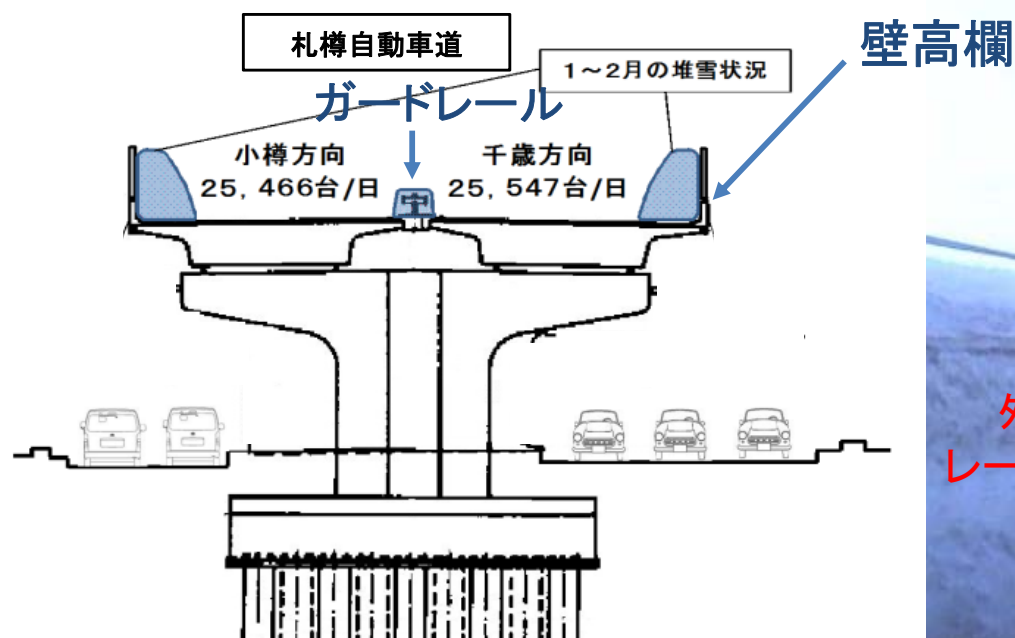 札樽自動車道
壁高欄
1～2月の堆雪状況
ガードレール
小樽方向
25,466台/日
千歳方向
25,547台/日
レー